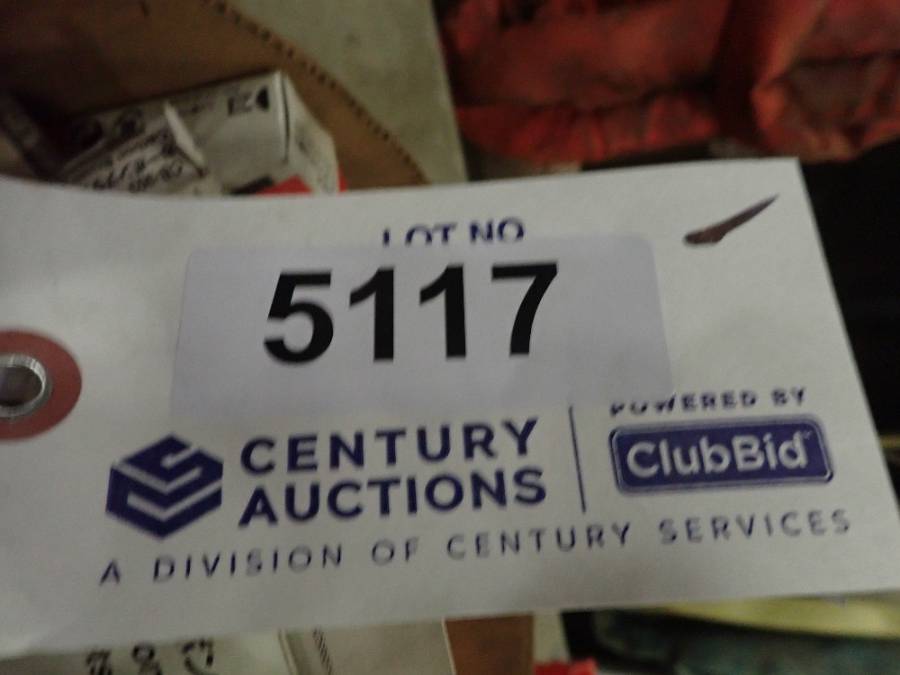 LOT NO
5117
CENTURY
AUCTIONS
POWERED BY
ClubBid
A DIVISION OF CENTURY SERVICES